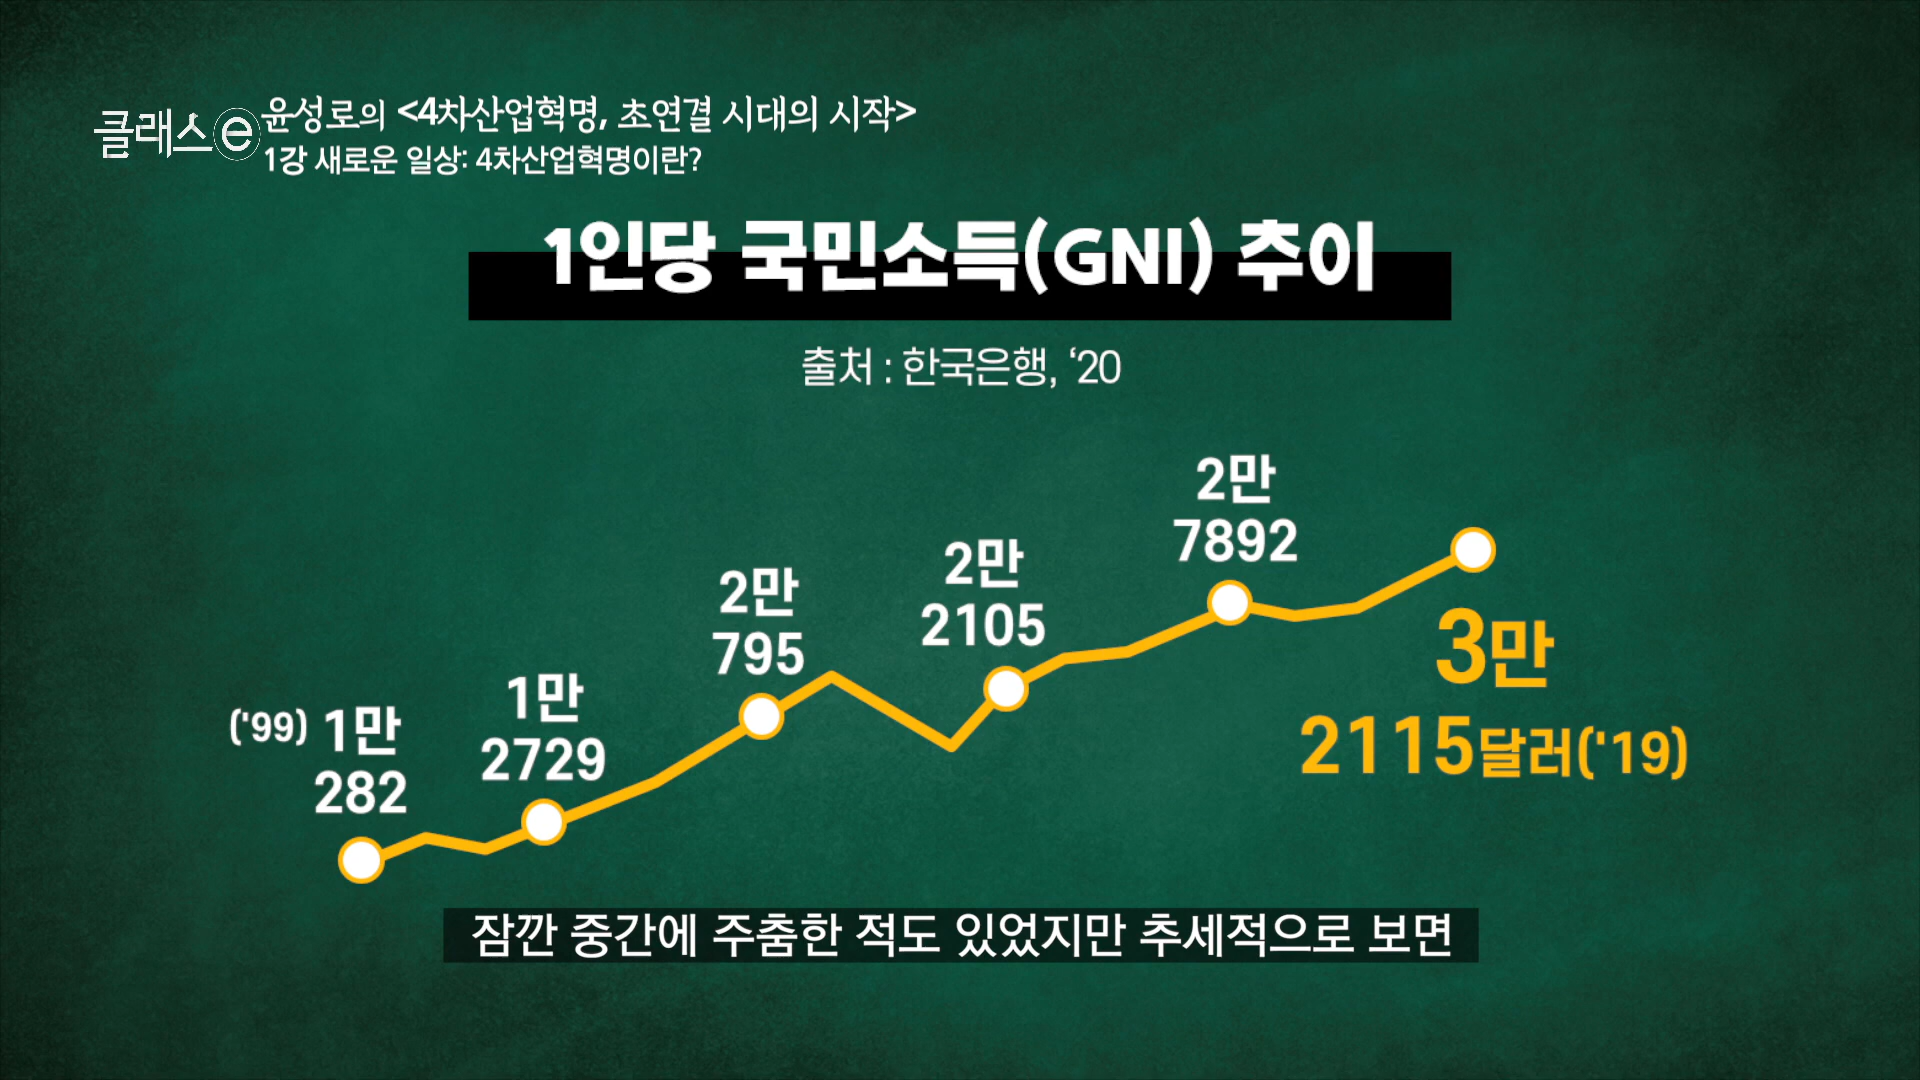 클래스e
윤성로의 <4차산업혁명, 초연결 시대의 시작>
1강 새로운 일상: 4차산업혁명이란?
1인당 국민소득(GNI) 추이
출처 : 한국은행, ‘20
('99) 1만
282
1만
2729
2만
795
2만
2105
2만
7892
3만
2115달러('19)
잠깐 중간에 주춤한 적도 있었지만 추세적으로 보면